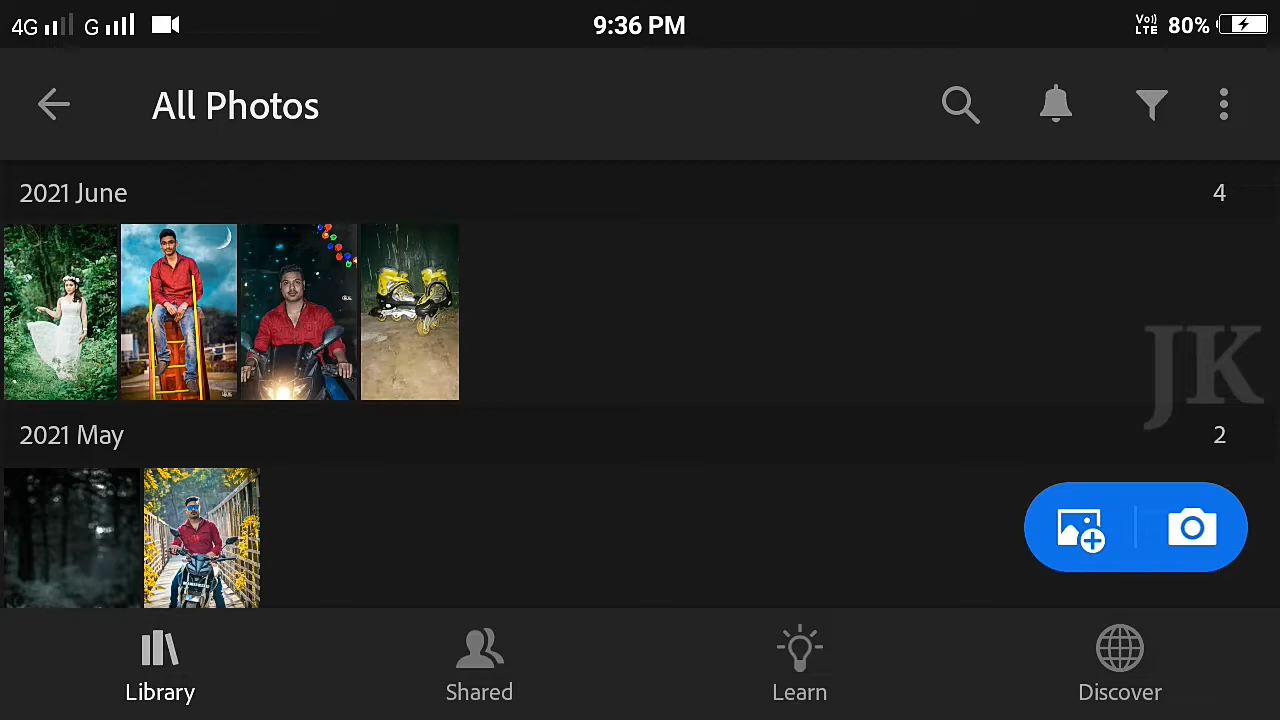 4G G 9:36 PM Vo)) LTE 80%
All Photos
2021 June 4
JK
2021 May 2
Library Shared Learn Discover